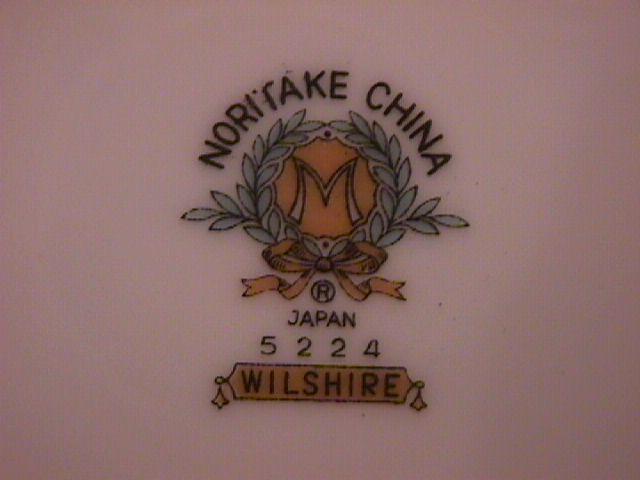 NORITAKE CHINA
M
®
JAPAN
5224
WILSHIRE